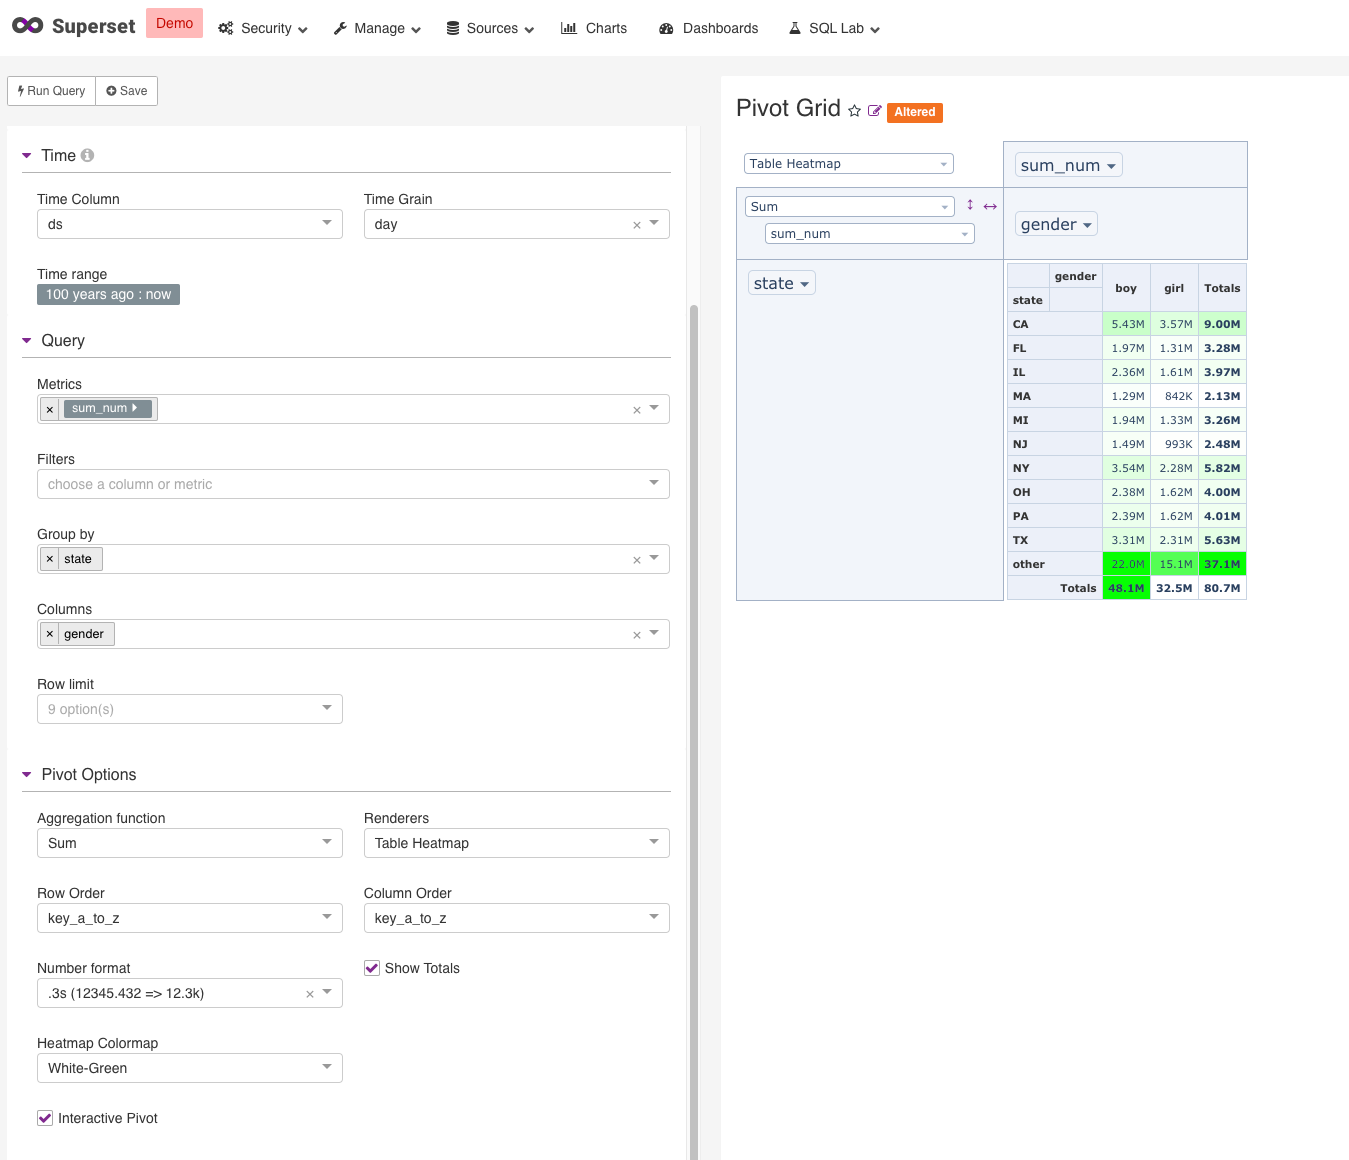 Superset Demo Security Manage Sources Charts Dashboards SQL Lab
Run Query Save
Time
Time Column Time Grain
ds day
Time range
100 years ago : now
Query
Metrics
× sum_num
Filters
choose a column or metric
Group by
× state
Columns
× gender
Row limit
9 option(s)
Pivot Options
Aggregation function Renderers
Sum Table Heatmap
Row Order Column Order
key_a_to_z key_a_to_z
Number format Show Totals
.3s (12345.432 => 12.3k)
Heatmap Colormap
White-Green
Interactive Pivot
Pivot Grid Altered
Table Heatmap sum_num
Sum
sum_num gender
state
gender boy girl Totals
state
CA 5.43M 3.57M 9.00M
FL 1.97M 1.31M 3.28M
IL 2.36M 1.61M 3.97M
MA 1.29M 842K 2.13M
MI 1.94M 1.33M 3.26M
NJ 1.49M 993K 2.48M
NY 3.54M 2.28M 5.82M
OH 2.38M 1.62M 4.00M
PA 2.39M 1.62M 4.01M
TX 3.31M 2.31M 5.63M
other 22.0M 15.1M 37.1M
Totals 48.1M 32.5M 80.7M